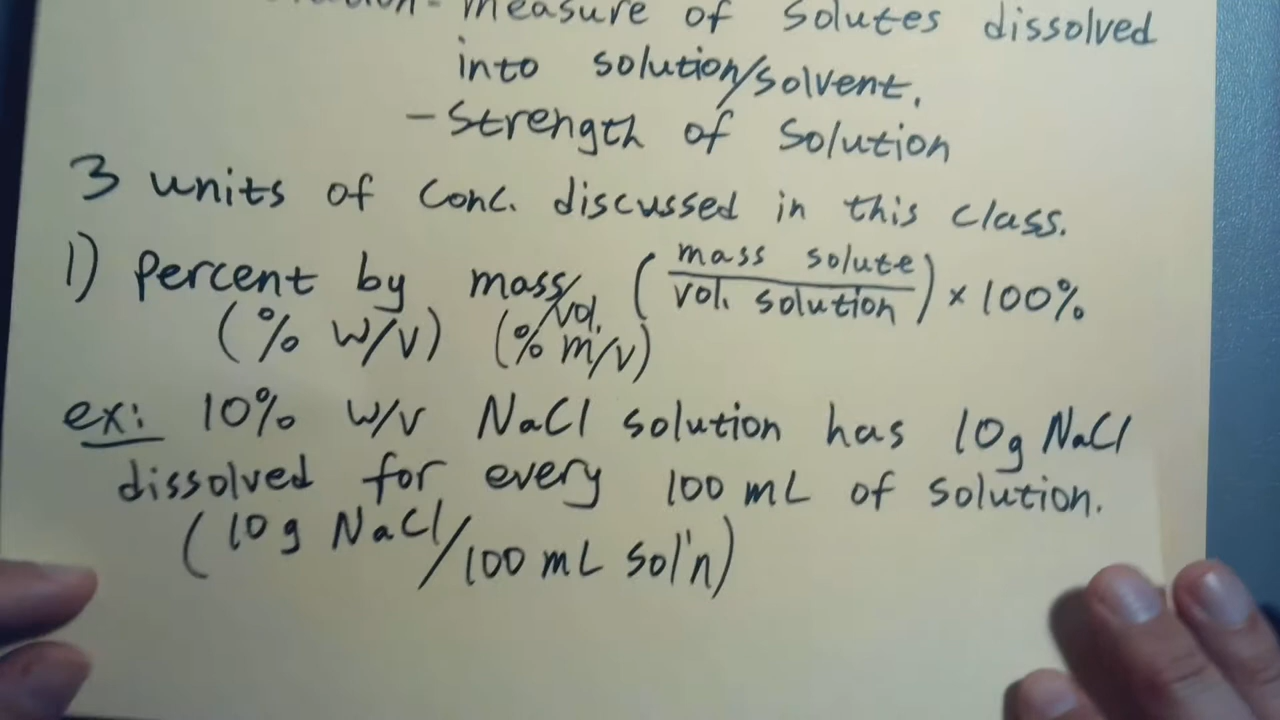 - measure of solutes dissolved
into solution/solvent.
- Strength of Solution
3 units of Conc. discussed in this class.
1) Percent by mass/vol. (mass solute / vol. solution) × 100%
(% W/V) (% m/v)
ex: 10% W/V NaCl solution has 10g NaCl
dissolved for every 100 mL of solution.
(10g NaCl/100 mL sol'n)